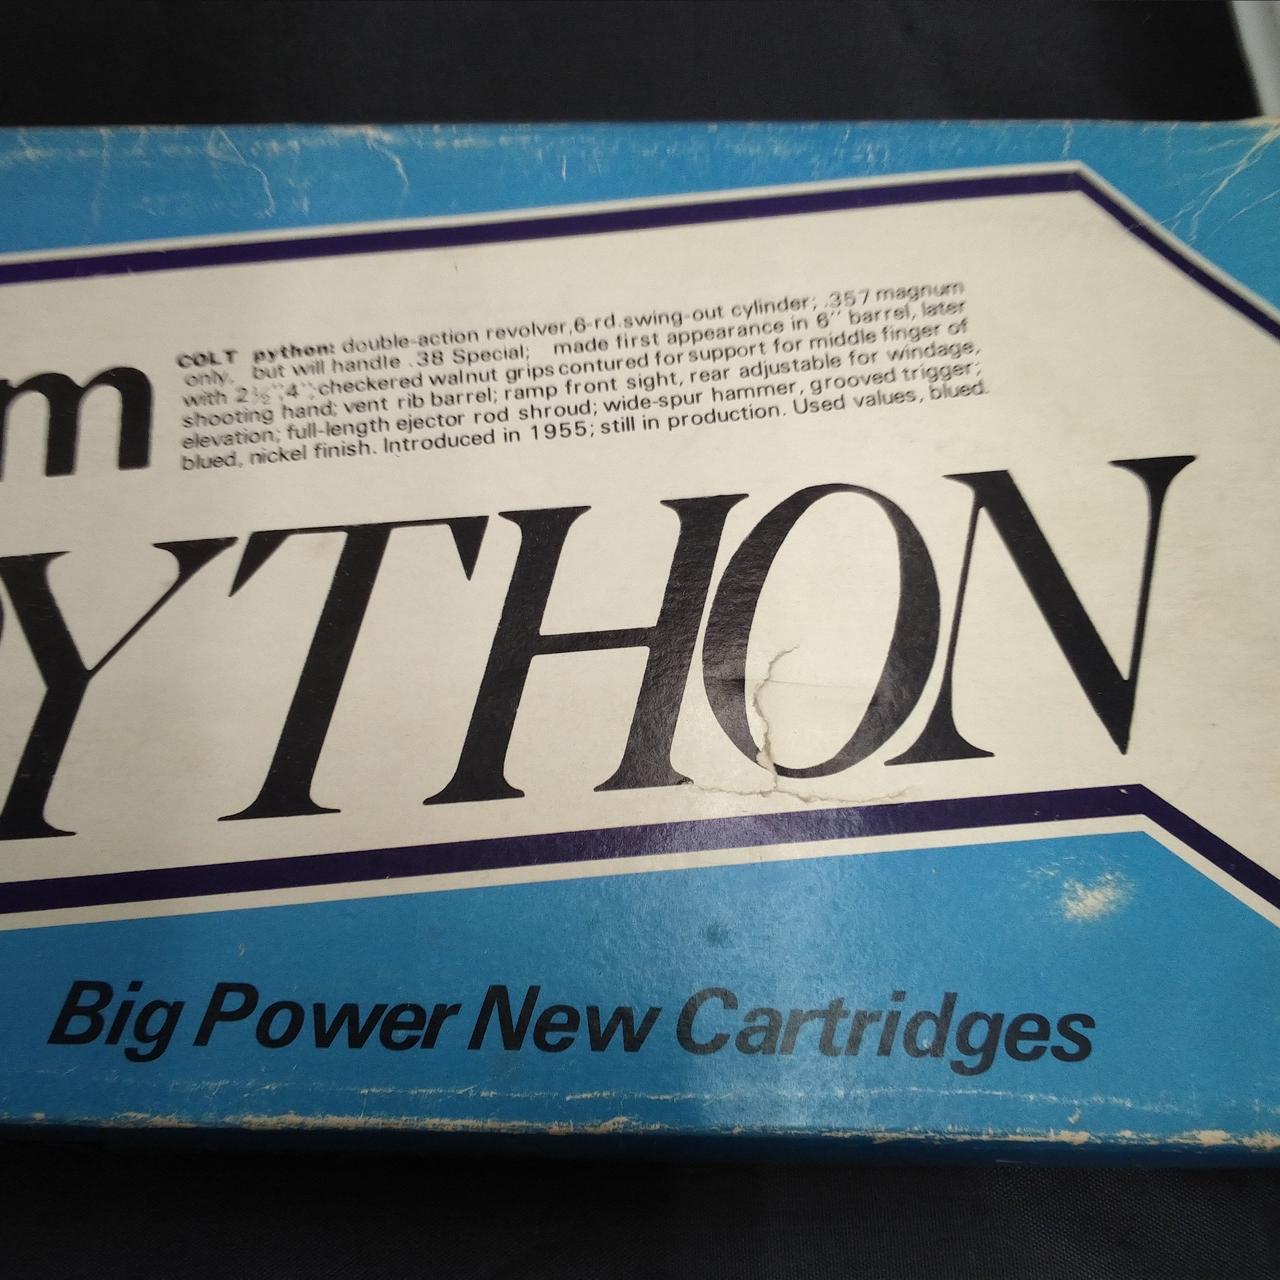 m
COLT python: double-action revolver,6-rd.swing-out cylinder; .357 magnum
only, but will handle .38 Special; made first appearance in 6'' barrel, later
with 2½'',4'';checkered walnut grips contured for support for middle finger of
shooting hand; vent rib barrel; ramp front sight, rear adjustable for windage,
elevation; full-length ejector rod shroud; wide-spur hammer, grooved trigger;
blued, nickel finish. Introduced in 1955; still in production. Used values, blued.
YTHON
Big Power New Cartridges